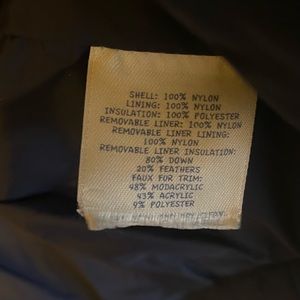 SHELL: 100% NYLON
LINING: 100% NYLON
INSULATION: 100% POLYESTER
REMOVABLE LINER: 100% NYLON
REMOVABLE LINER LINING:
100% NYLON
REMOVABLE LINER INSULATION:
80% DOWN
20% FEATHERS
FAUX FUR TRIM:
48% MODACRYLIC
43% ACRYLIC
9% POLYESTER